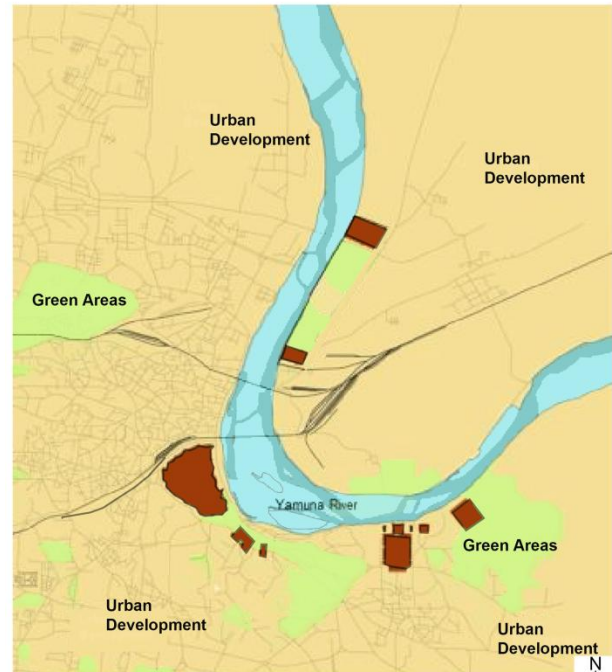 Urban
Development
Urban
Development
Green Areas
Yamuna River
Green Areas
Urban
Development
Urban
Development
N